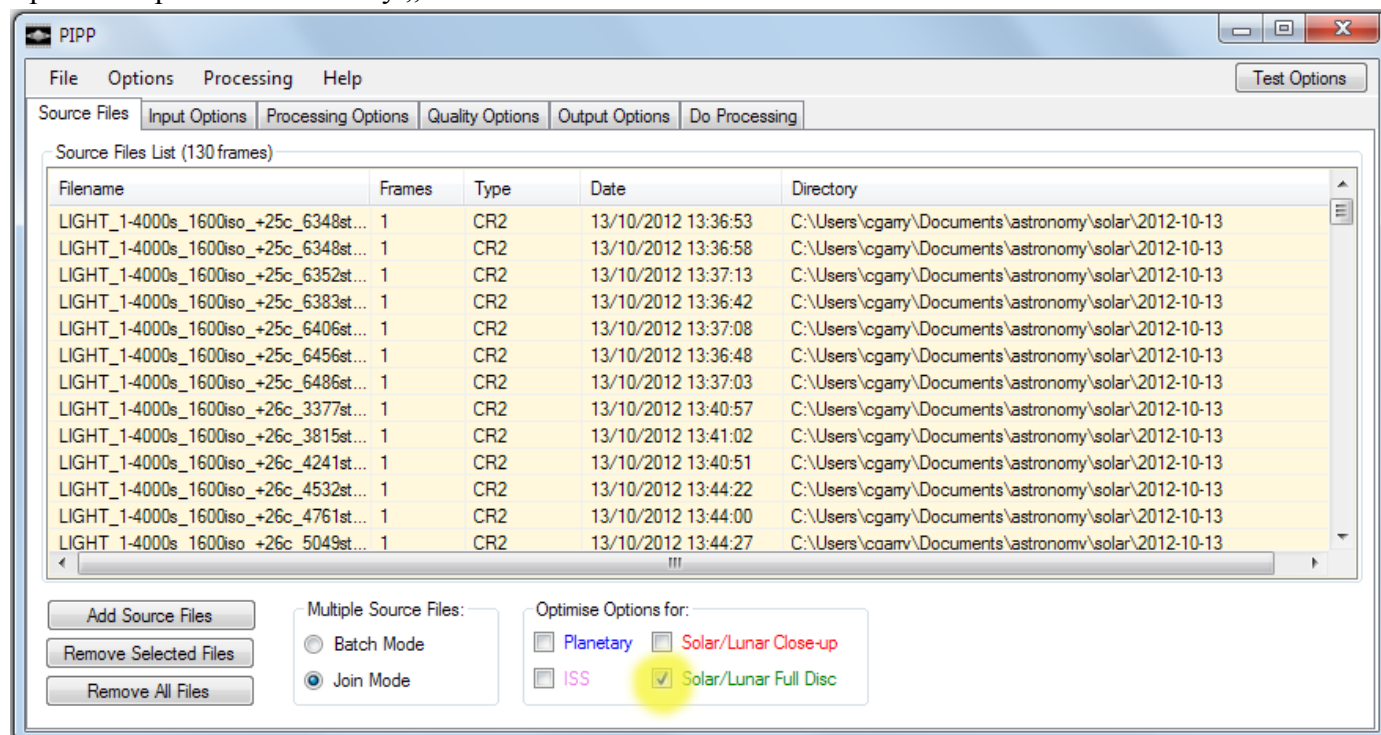 PIPP
File Options Processing Help Test Options
Source Files Input Options Processing Options Quality Options Output Options Do Processing
Source Files List (130 frames)
Filename Frames Type Date Directory
LIGHT_1-4000s_1600iso_+25c_6348st... 1 CR2 13/10/2012 13:36:53 C:\Users\cgarry\Documents\astronomy\solar\2012-10-13
LIGHT_1-4000s_1600iso_+25c_6348st... 1 CR2 13/10/2012 13:36:58 C:\Users\cgarry\Documents\astronomy\solar\2012-10-13
LIGHT_1-4000s_1600iso_+25c_6352st... 1 CR2 13/10/2012 13:37:13 C:\Users\cgarry\Documents\astronomy\solar\2012-10-13
LIGHT_1-4000s_1600iso_+25c_6383st... 1 CR2 13/10/2012 13:36:42 C:\Users\cgarry\Documents\astronomy\solar\2012-10-13
LIGHT_1-4000s_1600iso_+25c_6406st... 1 CR2 13/10/2012 13:37:08 C:\Users\cgarry\Documents\astronomy\solar\2012-10-13
LIGHT_1-4000s_1600iso_+25c_6456st... 1 CR2 13/10/2012 13:36:48 C:\Users\cgarry\Documents\astronomy\solar\2012-10-13
LIGHT_1-4000s_1600iso_+25c_6486st... 1 CR2 13/10/2012 13:37:03 C:\Users\cgarry\Documents\astronomy\solar\2012-10-13
LIGHT_1-4000s_1600iso_+26c_3377st... 1 CR2 13/10/2012 13:40:57 C:\Users\cgarry\Documents\astronomy\solar\2012-10-13
LIGHT_1-4000s_1600iso_+26c_3815st... 1 CR2 13/10/2012 13:41:02 C:\Users\cgarry\Documents\astronomy\solar\2012-10-13
LIGHT_1-4000s_1600iso_+26c_4241st... 1 CR2 13/10/2012 13:40:51 C:\Users\cgarry\Documents\astronomy\solar\2012-10-13
LIGHT_1-4000s_1600iso_+26c_4532st... 1 CR2 13/10/2012 13:44:22 C:\Users\cgarry\Documents\astronomy\solar\2012-10-13
LIGHT_1-4000s_1600iso_+26c_4761st... 1 CR2 13/10/2012 13:44:00 C:\Users\cgarry\Documents\astronomy\solar\2012-10-13
LIGHT_1-4000s_1600iso_+26c_5049st... 1 CR2 13/10/2012 13:44:27 C:\Users\cgarry\Documents\astronomy\solar\2012-10-13
Add Source Files Multiple Source Files: Optimise Options for:
Batch Mode Planetary Solar/Lunar Close-up
Remove Selected Files
Join Mode ISS Solar/Lunar Full Disc
Remove All Files